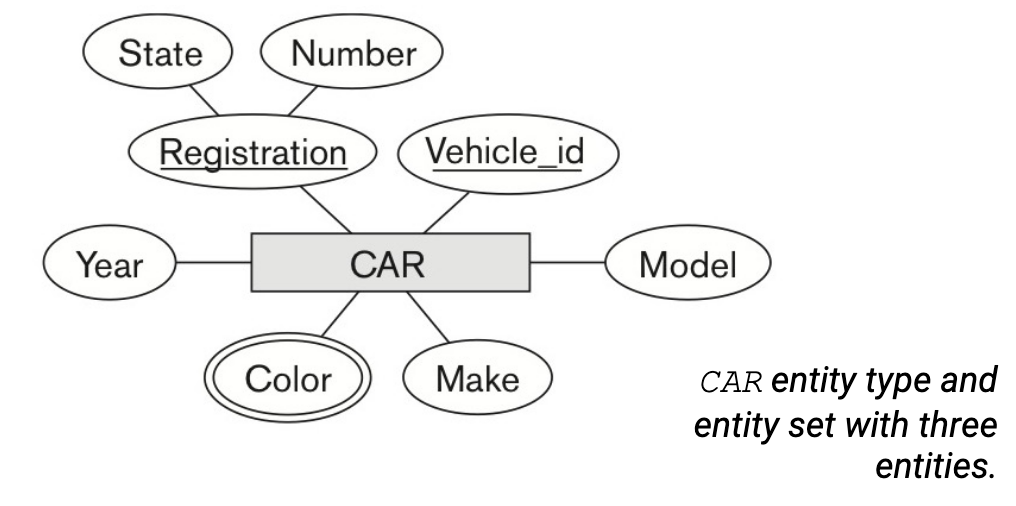 State
Number
Registration
Vehicle_id
Year
CAR
Model
Color
Make
CAR entity type and
entity set with three
entities.